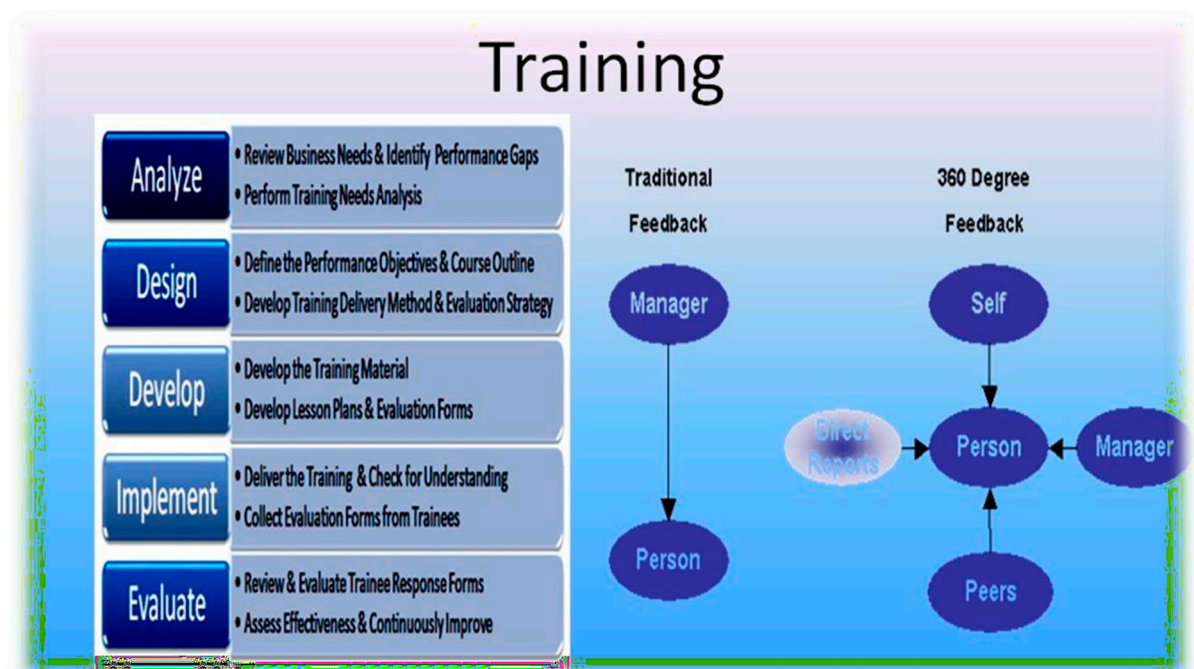 Training
Analyze
• Review Business Needs & Identify Performance Gaps
• Perform Training Needs Analysis
Design
• Define the Performance Objectives & Course Outline
• Develop Training Delivery Method & Evaluation Strategy
Develop
• Develop the Training Material
• Develop Lesson Plans & Evaluation Forms
Implement
• Deliver the Training & Check for Understanding
• Collect Evaluation Forms from Trainees
Evaluate
• Review & Evaluate Trainee Response Forms
• Assess Effectiveness & Continuously Improve
Traditional
Feedback
Manager
Person
360 Degree
Feedback
Self
Direct
Reports
Person
Manager
Peers